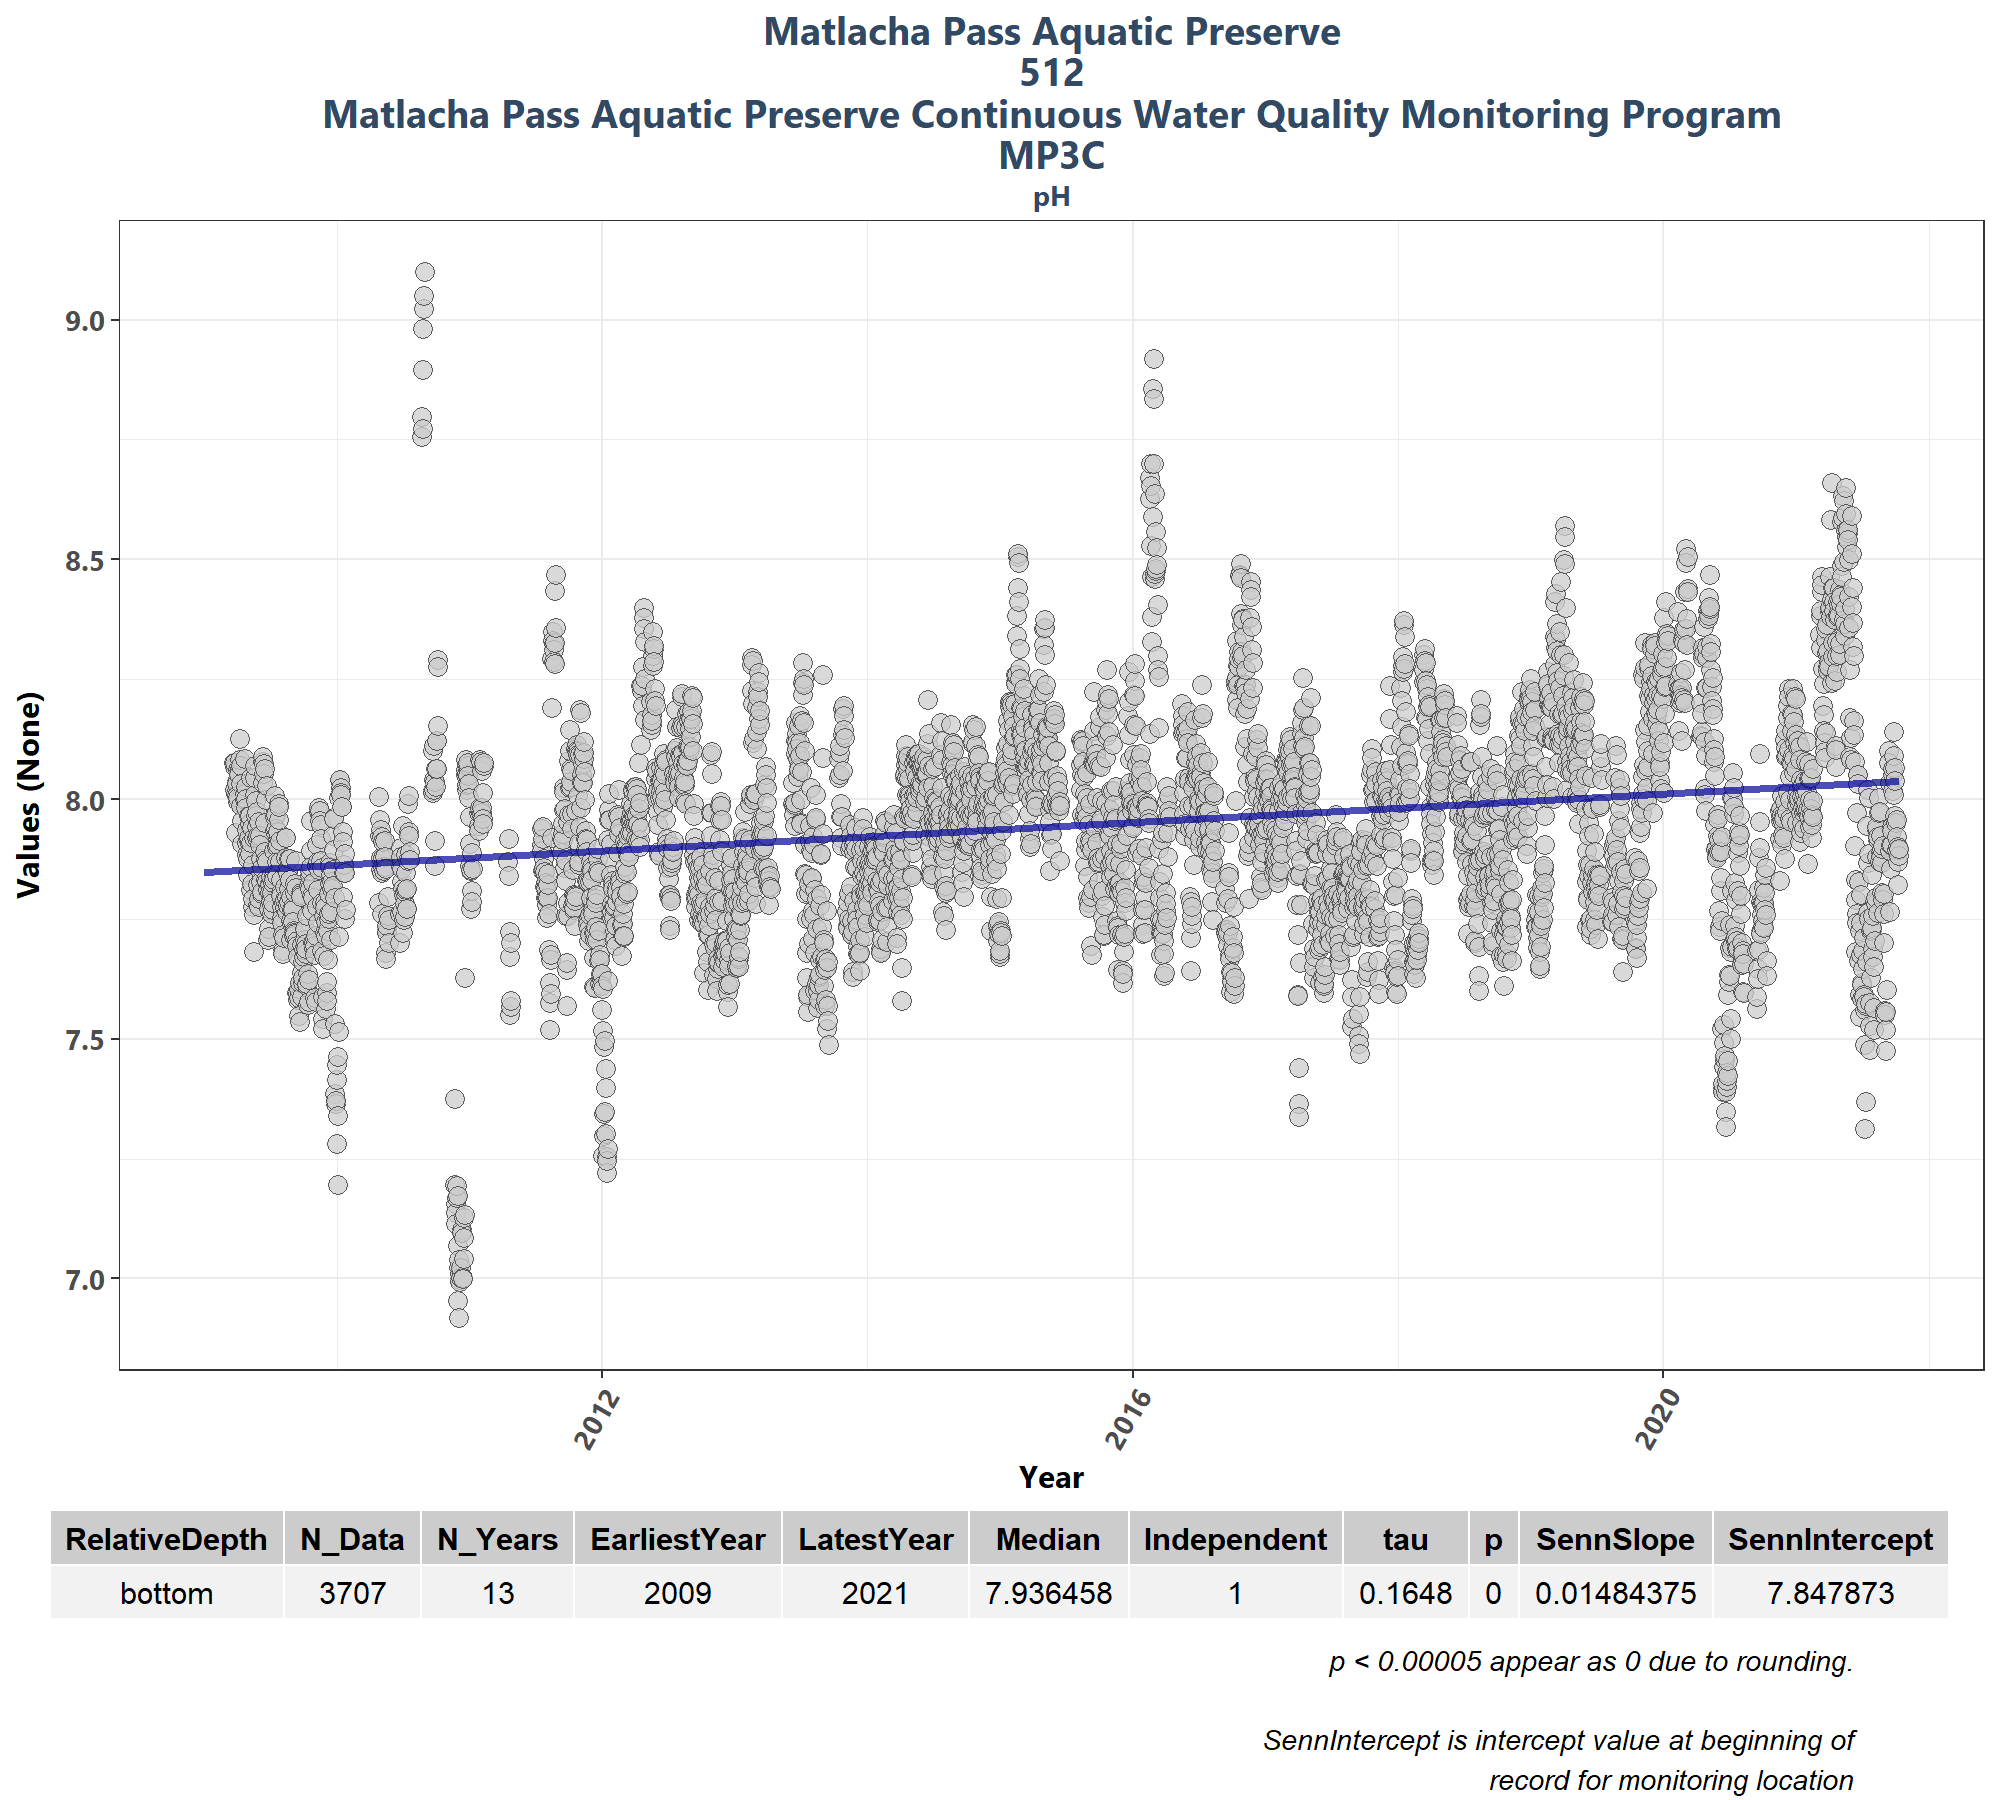 Matlacha Pass Aquatic Preserve
512
Matlacha Pass Aquatic Preserve Continuous Water Quality Monitoring Program
MP3C
pH
9.0
8.5
8.0
7.5
7.0
Values (None)
2012 2016 2020
Year
RelativeDepth N_Data N_Years EarliestYear LatestYear Median Independent tau p SennSlope SennIntercept
bottom 3707 13 2009 2021 7.936458 1 0.1648 0 0.01484375 7.847873
p < 0.00005 appear as 0 due to rounding.
SennIntercept is intercept value at beginning of
record for monitoring location